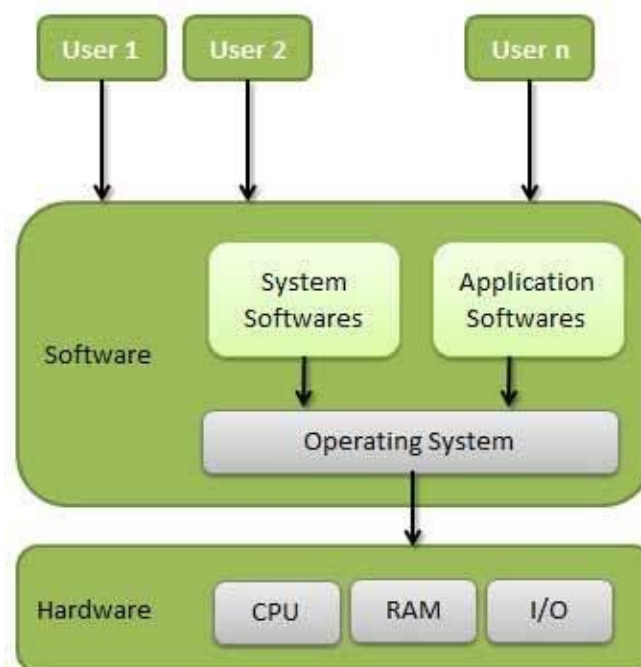 User 1
User 2
User n
System
Softwares
Application
Softwares
Software
Operating System
Hardware
CPU
RAM
I/O